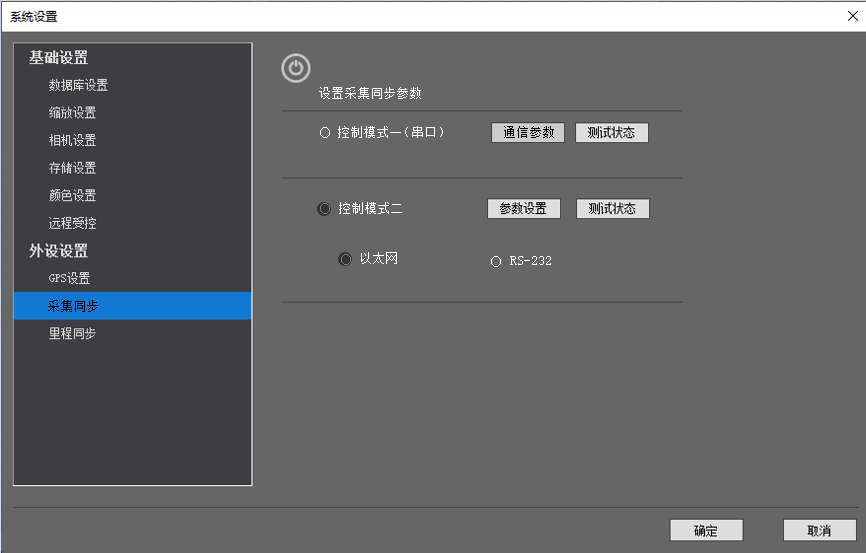 系统设置
基础设置
数据库设置
缩放设置
相机设置
存储设置
颜色设置
远程受控
外设设置
GPS设置
采集同步
里程同步
设置采集同步参数
控制模式一(串口) 通信参数 测试状态
控制模式二 参数设置 测试状态
以太网 RS-232
确定 取消